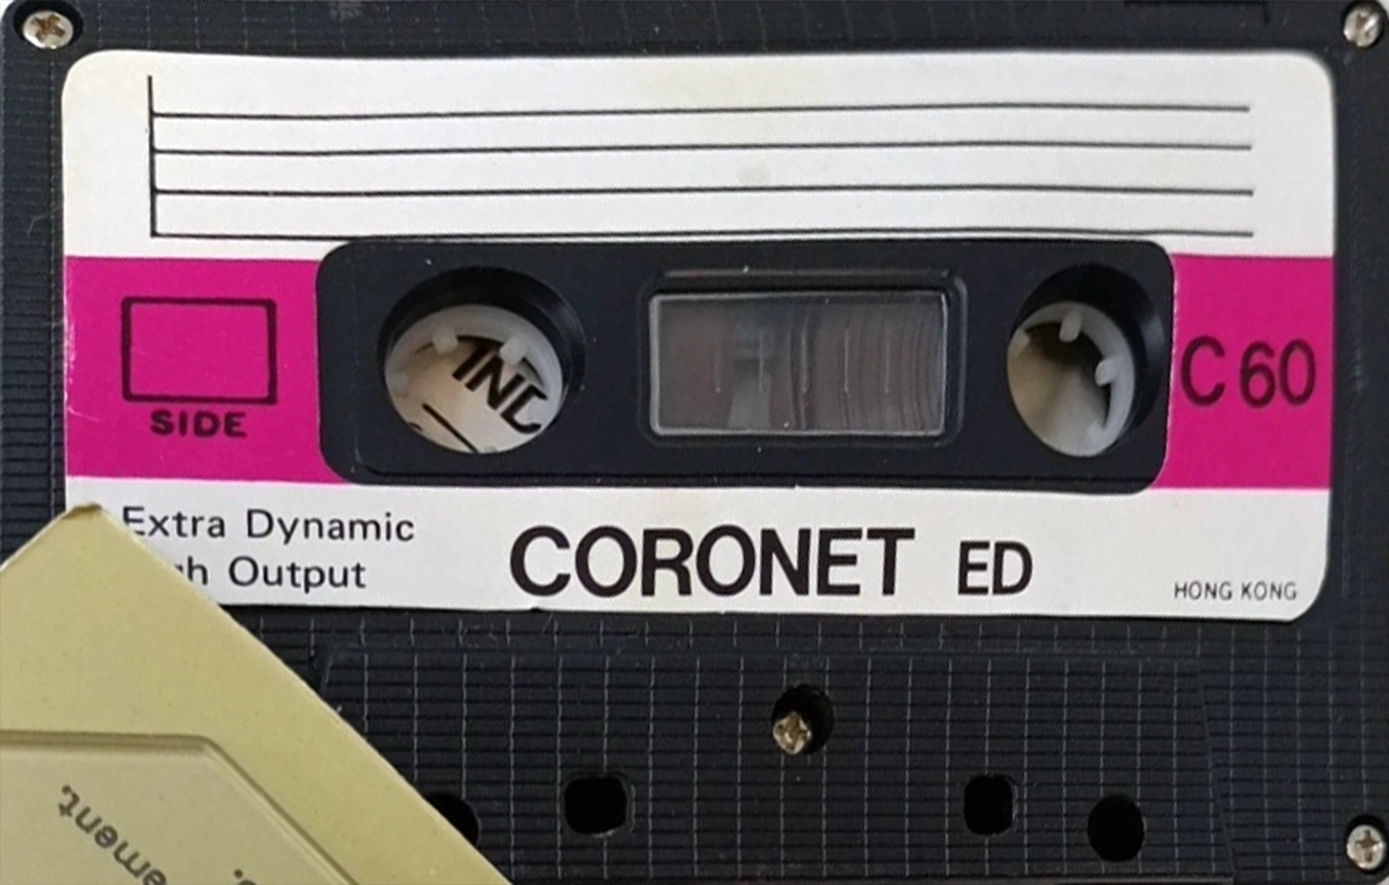 C 60
SIDE
Extra Dynamic
Output
CORONET ED
HONG KONG